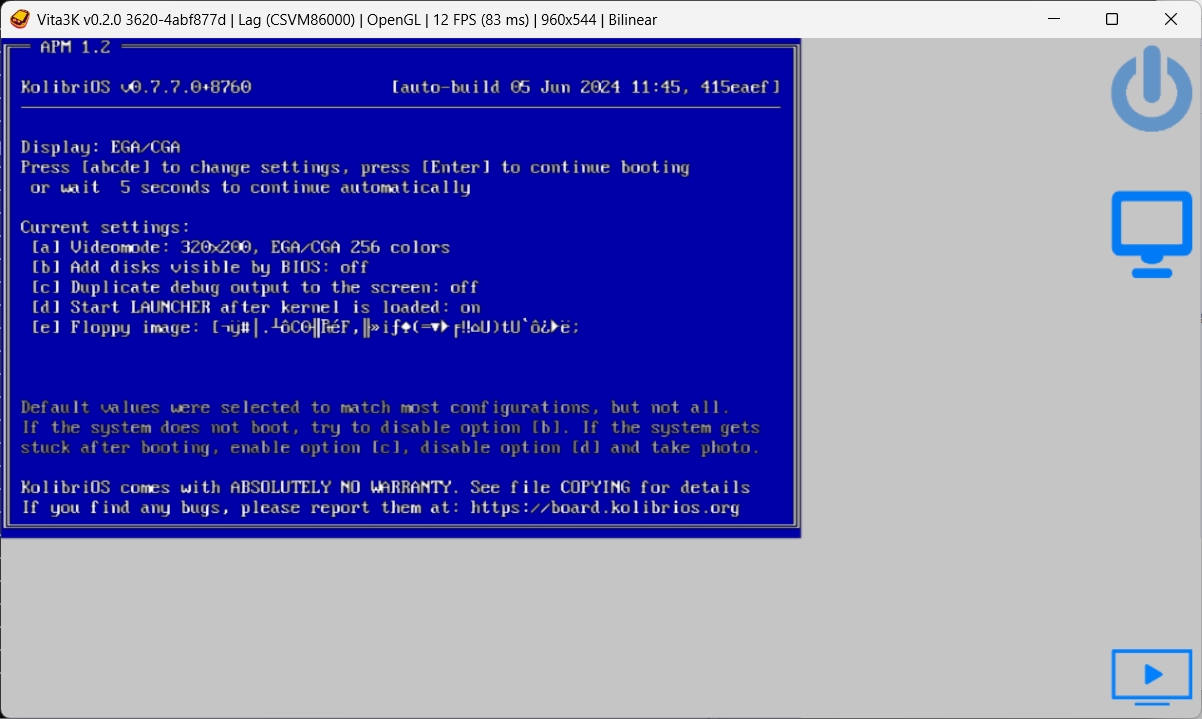 Vita3K v0.2.0 3620-4abf877d | Lag (CSVM86000) | OpenGL | 12 FPS (83 ms) | 960x544 | Bilinear
APM 1.2
KolibriOS v0.7.7.0+8760 [auto-build 05 Jun 2024 11:45, 415eaef]
Display: EGA/CGA
Press [abcde] to change settings, press [Enter] to continue booting
or wait 5 seconds to continue automatically
Current settings:
[a] Videomode: 320x200, EGA/CGA 256 colors
[b] Add disks visible by BIOS: off
[c] Duplicate debug output to the screen: off
[d] Start LAUNCHER after kernel is loaded: on
[e] Floppy image:
Default values were selected to match most configurations, but not all.
If the system does not boot, try to disable option [b]. If the system gets
stuck after booting, enable option [c], disable option [d] and take photo.
KolibriOS comes with ABSOLUTELY NO WARRANTY. See file COPYING for details
If you find any bugs, please report them at: https://board.kolibrios.org